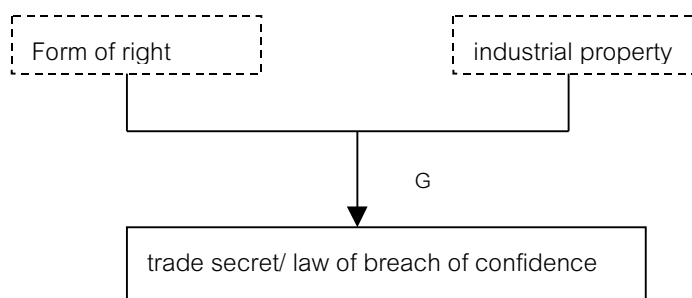 Form of right
industrial property
G
trade secret/ law of breach of confidence